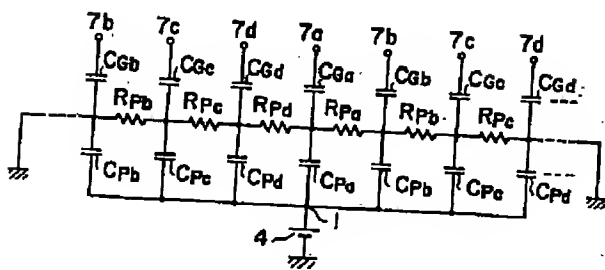 7b 7c 7d 7a 7b 7c 7d
CGb CGc CGd CGa CGb CGc CGd
RPb RPc RPd RPa RPb RPc
CPb CPc CPd CPa CPb CPc CPd
1
4